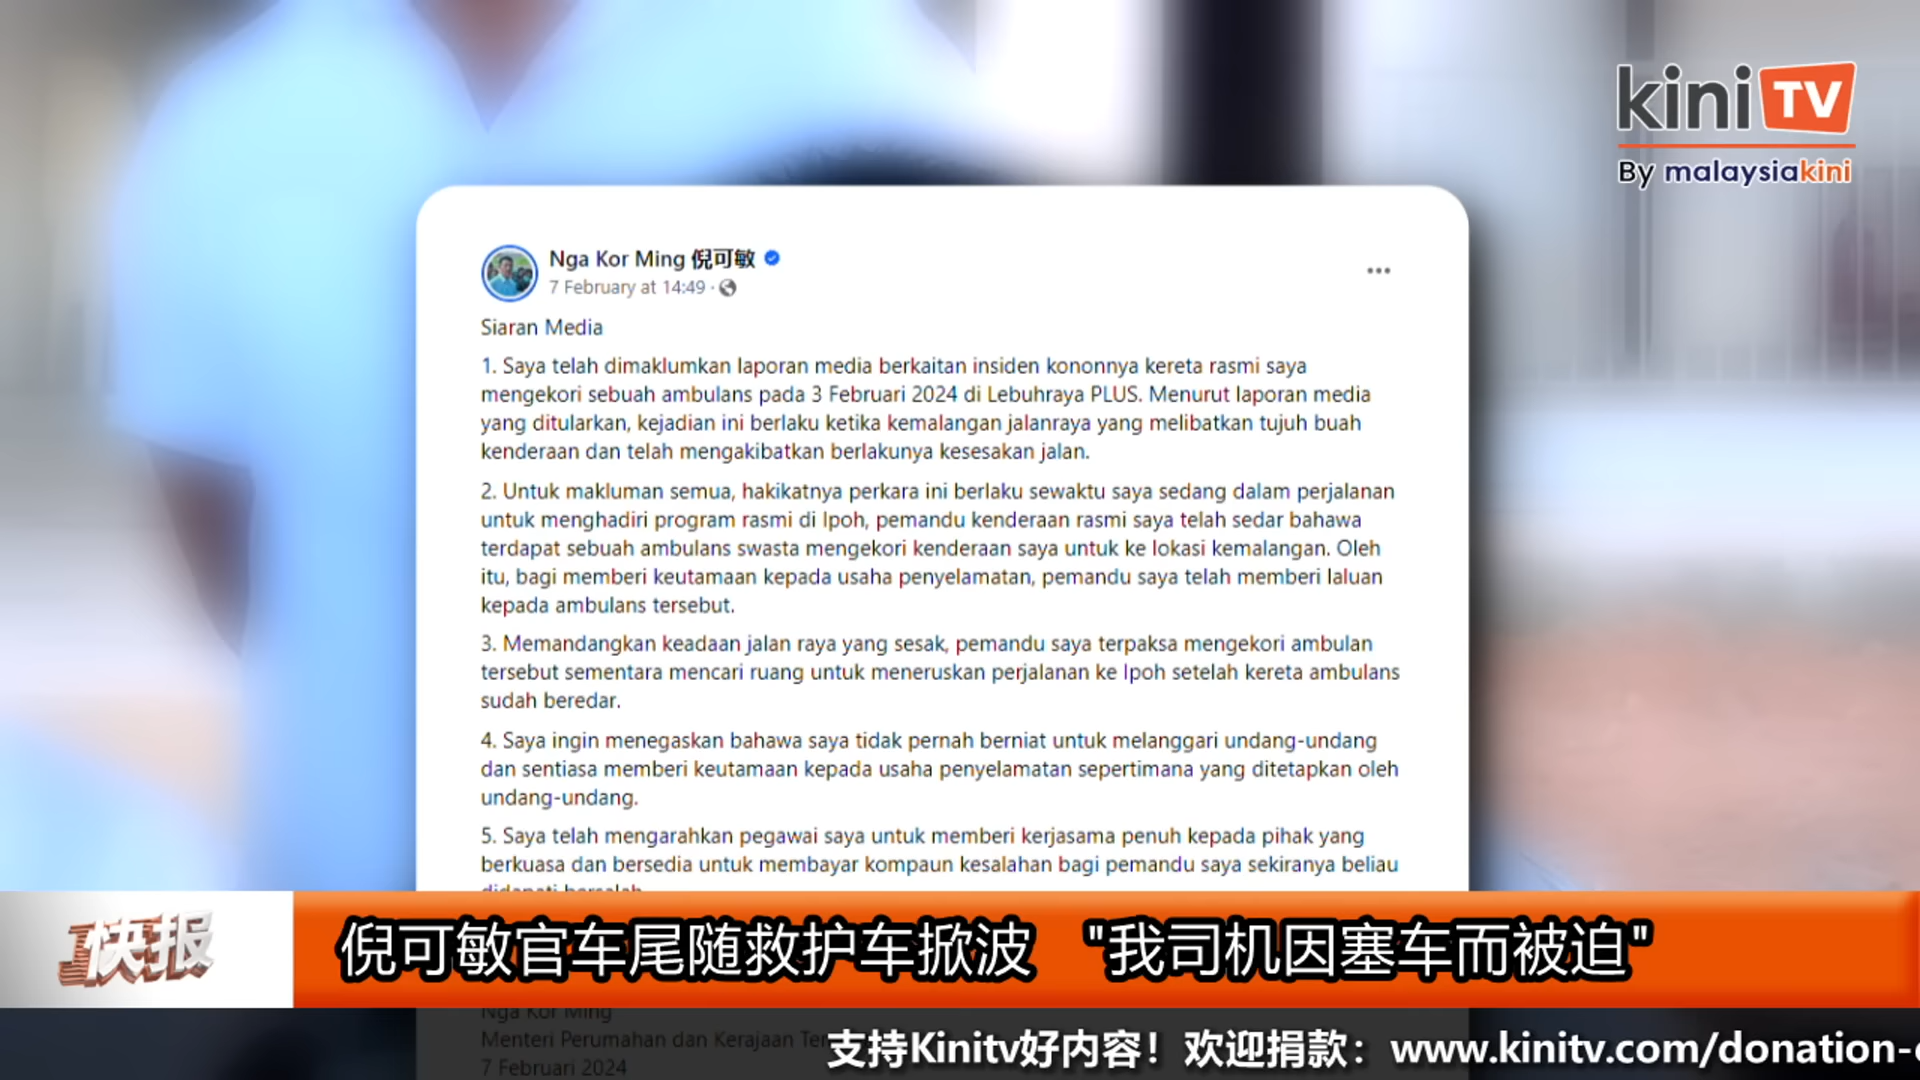 kini TV
By malaysiakini
Nga Kor Ming 倪可敏
7 February at 14:49 ·
Siaran Media
1. Saya telah dimaklumkan laporan media berkaitan insiden kononnya kereta rasmi saya
mengekori sebuah ambulans pada 3 Februari 2024 di Lebuhraya PLUS. Menurut laporan media
yang ditularkan, kejadian ini berlaku ketika kemalangan jalanraya yang melibatkan tujuh buah
kenderaan dan telah mengakibatkan berlakunya kesesakan jalan.
2. Untuk makluman semua, hakikatnya perkara ini berlaku sewaktu saya sedang dalam perjalanan
untuk menghadiri program rasmi di Ipoh, pemandu kenderaan rasmi saya telah sedar bahawa
terdapat sebuah ambulans swasta mengekori kenderaan saya untuk ke lokasi kemalangan. Oleh
itu, bagi memberi keutamaan kepada usaha penyelamatan, pemandu saya telah memberi laluan
kepada ambulans tersebut.
3. Memandangkan keadaan jalan raya yang sesak, pemandu saya terpaksa mengekori ambulan
tersebut sementara mencari ruang untuk meneruskan perjalanan ke Ipoh setelah kereta ambulans
sudah beredar.
4. Saya ingin menegaskan bahawa saya tidak pernah berniat untuk melanggari undang-undang
dan sentiasa memberi keutamaan kepada usaha penyelamatan sepertimana yang ditetapkan oleh
undang-undang.
5. Saya telah mengarahkan pegawai saya untuk memberi kerjasama penuh kepada pihak yang
berkuasa dan bersedia untuk membayar kompaun kesalahan bagi pemandu saya sekiranya beliau
快报
倪可敏官车尾随救护车掀波 "我司机因塞车而被迫"
Nga Kor Ming
Menteri Perumahan dan Kerajaan
7 Februari 2024
支持Kinitv好内容！欢迎捐款：www.kinitv.com/donation-